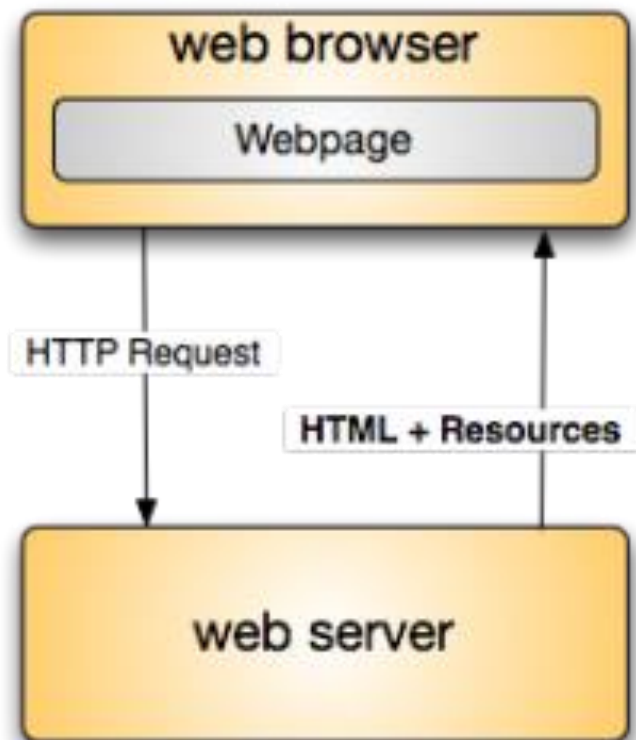 web browser
Webpage
HTTP Request
HTML + Resources
web server